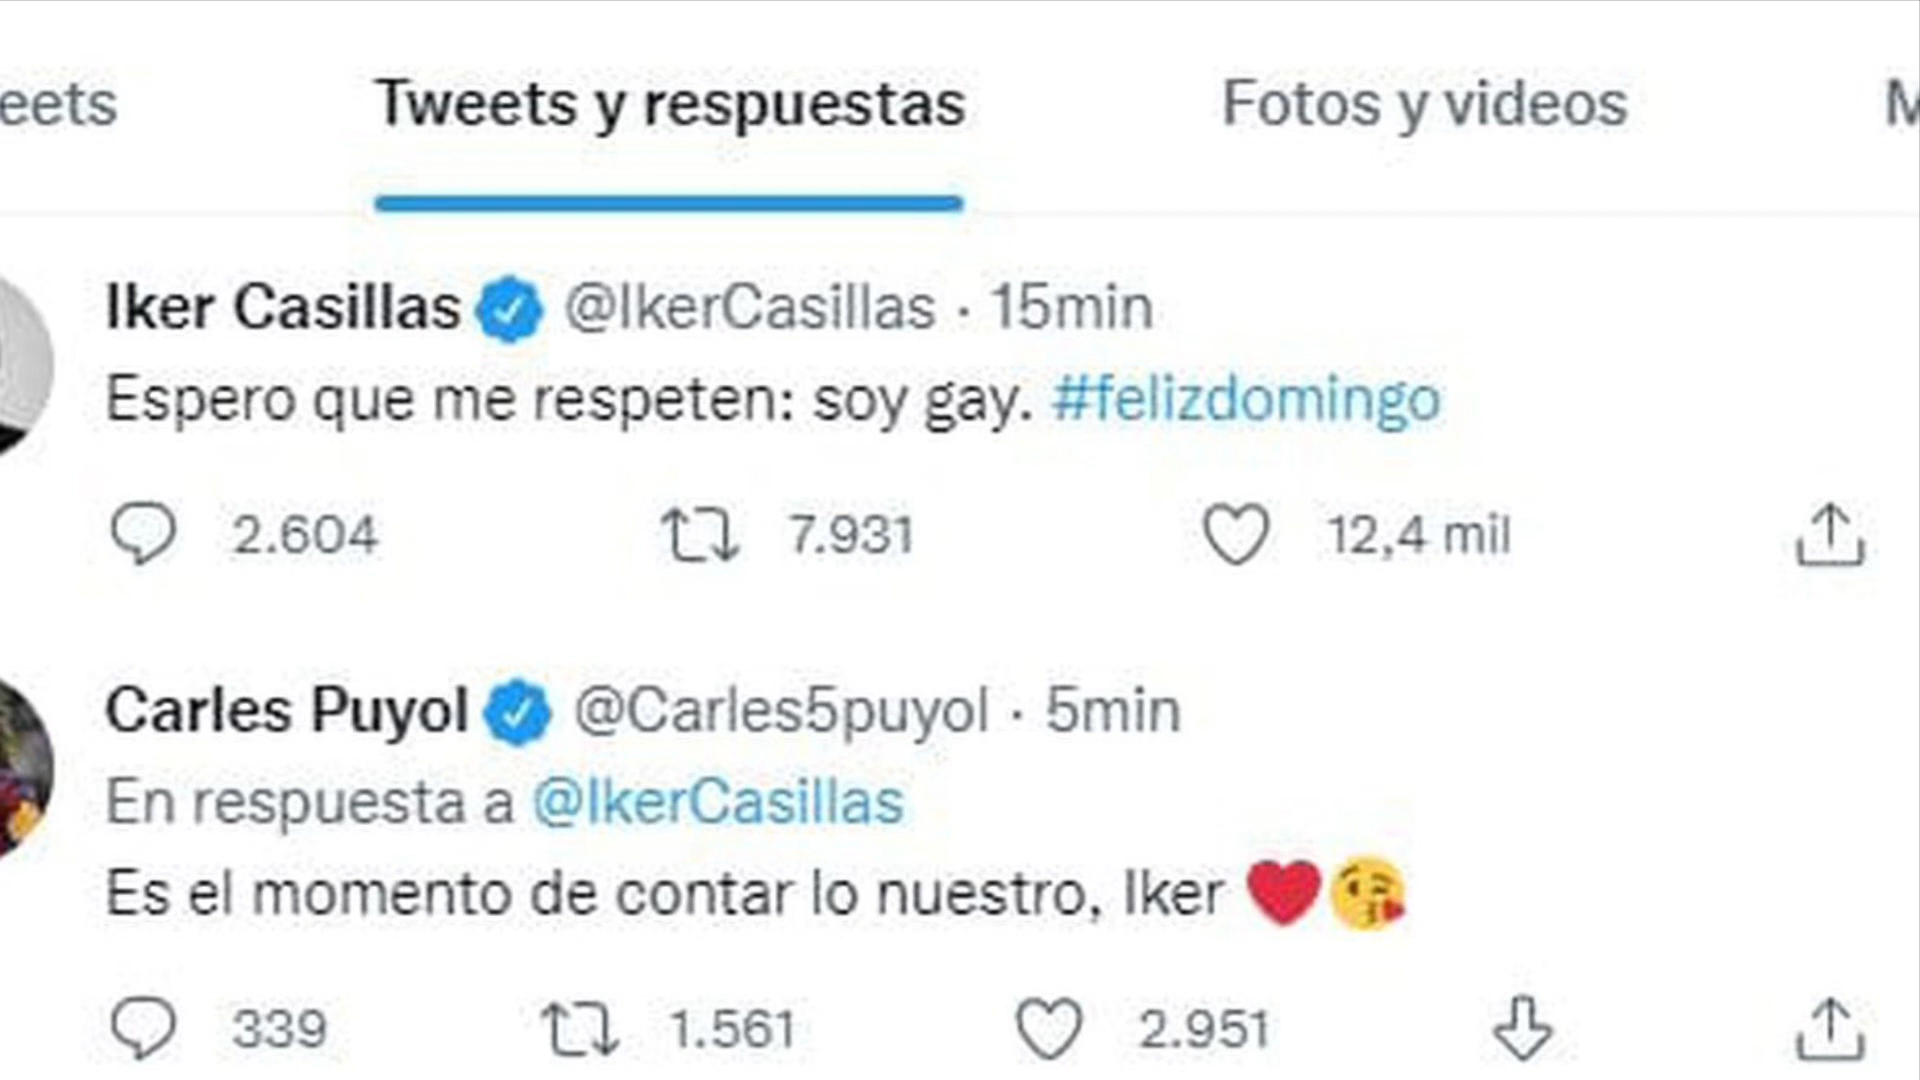 eets Tweets y respuestas Fotos y videos M
Iker Casillas @IkerCasillas · 15min
Espero que me respeten: soy gay. #felizdomingo
2.604 7.931 12,4 mil
Carles Puyol @Carles5puyol · 5min
En respuesta a @IkerCasillas
Es el momento de contar lo nuestro, Iker ❤️😘
339 1.561 2.951